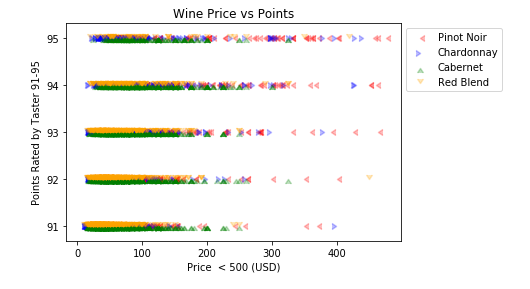 Wine Price vs Points
Points Rated by Taster 91-95
95
94
93
92
91
0
100
200
300
400
Price < 500 (USD)
Pinot Noir
Chardonnay
Cabernet
Red Blend